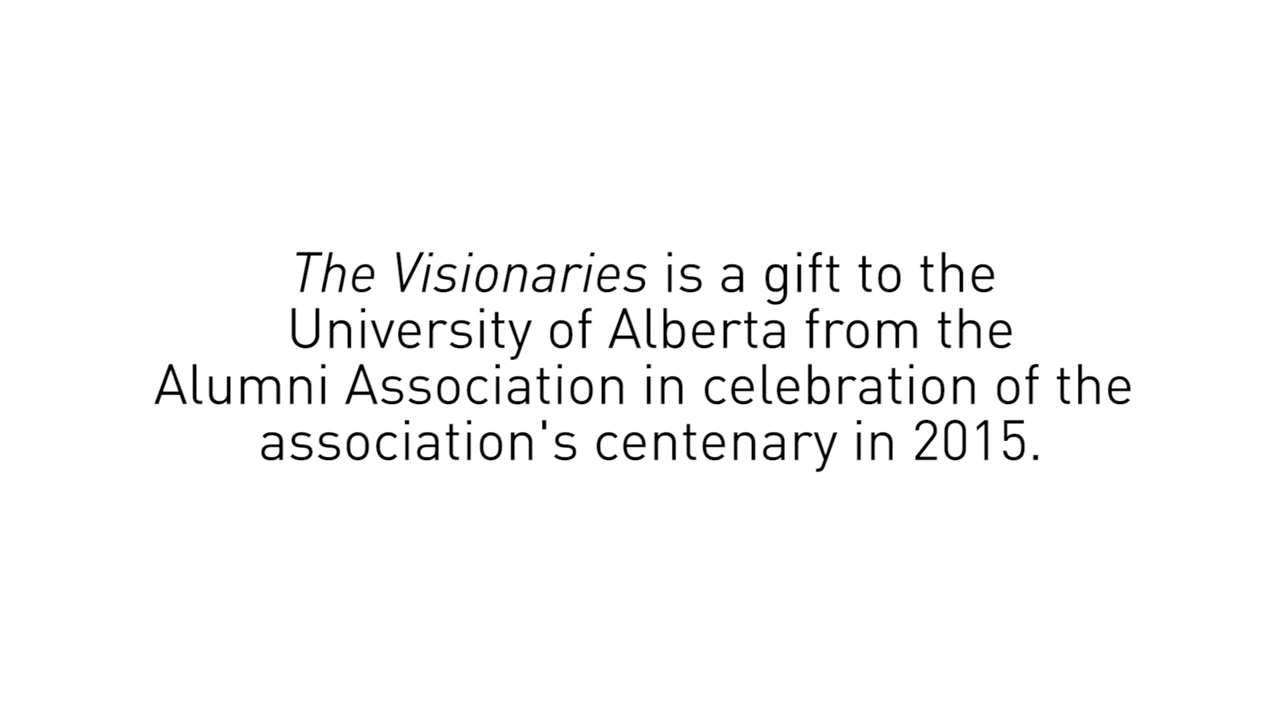 The Visionaries is a gift to the
University of Alberta from the
Alumni Association in celebration of the
association's centenary in 2015.